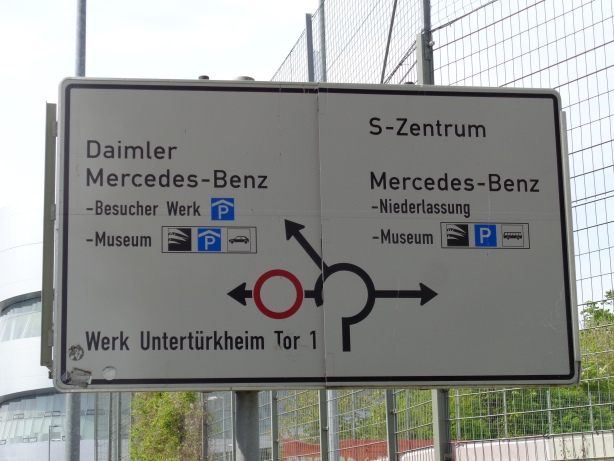 Daimler
Mercedes-Benz
-Besucher Werk P
-Museum P
S-Zentrum
Mercedes-Benz
-Niederlassung
-Museum P
Werk Untertürkheim Tor 1